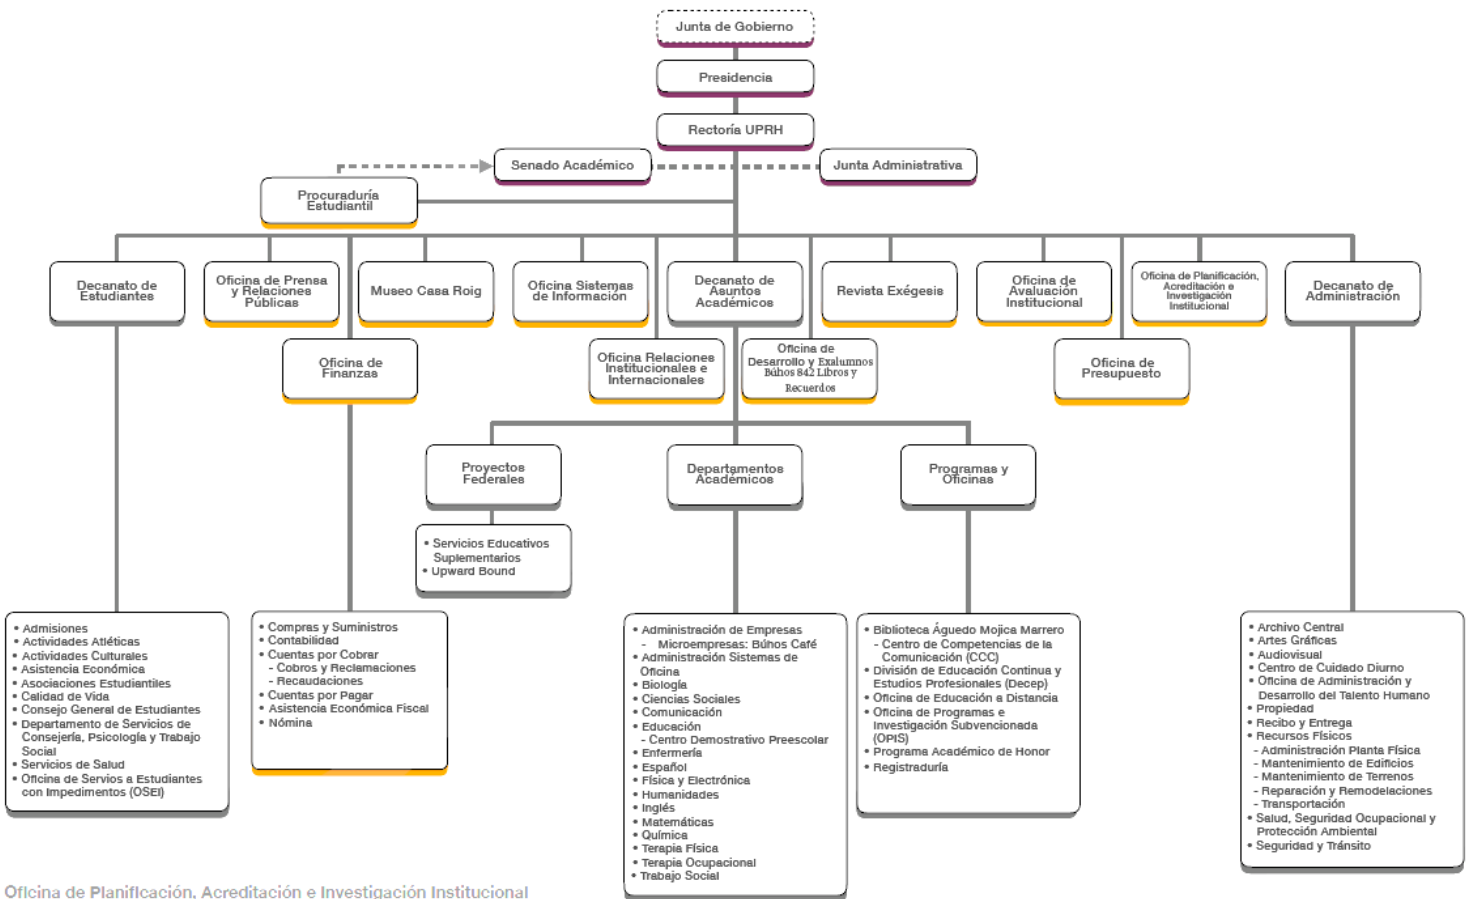 Junta de Gobierno
Presidencia
Rectoría UPRH
Senado Académico
Junta Administrativa
Procuraduría
Estudiantil
Decanato de
Estudiantes
Oficina de Prensa
y Relaciones
Públicas
Museo Casa Roig
Oficina Sistemas
de Información
Decanato de
Asuntos
Académicos
Revista Exégesis
Oficina de
Avaluación
Institucional
Oficina de Planificación,
Acreditación e
Investigación
Institucional
Decanato de
Administración
Oficina de
Finanzas
Oficina Relaciones
Institucionales e
Internacionales
Oficina de
Desarrollo y Exalumnos
Búhos 842 Libros y
Recuerdos
Oficina de
Presupuesto
Proyectos
Federales
Departamentos
Académicos
Programas y
Oficinas
• Servicios Educativos
Suplementarios
• Upward Bound
• Admisiones
• Actividades Atléticas
• Actividades Culturales
• Asistencia Económica
• Asociaciones Estudiantiles
• Calidad de Vida
• Consejo General de Estudiantes
• Departamento de Servicios de
Consejería, Psicología y Trabajo
Social
• Servicios de Salud
• Oficina de Servios a Estudiantes
con Impedimentos (OSEI)
• Compras y Suministros
• Contabilidad
• Cuentas por Cobrar
- Cobros y Reclamaciones
- Recaudaciones
• Cuentas por Pagar
• Asistencia Económica Fiscal
• Nómina
• Administración de Empresas
- Microempresas: Búhos Café
• Administración Sistemas de
Oficina
• Biología
• Ciencias Sociales
• Comunicación
• Educación
- Centro Demostrativo Preescolar
• Enfermería
• Español
• Física y Electrónica
• Humanidades
• Inglés
• Matemáticas
• Química
• Terapia Física
• Terapia Ocupacional
• Trabajo Social
• Biblioteca Águedo Mojica Marrero
- Centro de Competencias de la
Comunicación (CCC)
• División de Educación Continua y
Estudios Profesionales (Decep)
• Oficina de Educación a Distancia
• Oficina de Programas e
Investigación Subvencionada
(OPIS)
• Programa Académico de Honor
• Registraduría
• Archivo Central
• Artes Gráficas
• Audiovisual
• Centro de Cuidado Diurno
• Oficina de Administración y
Desarrollo del Talento Humano
• Propiedad
• Recibo y Entrega
• Recursos Físicos
- Administración Planta Física
- Mantenimiento de Edificios
- Mantenimiento de Terrenos
- Reparación y Remodelaciones
- Transportación
• Salud, Seguridad Ocupacional y
Protección Ambiental
• Seguridad y Tránsito
Oficina de Planificación, Acreditación e Investigación Institucional